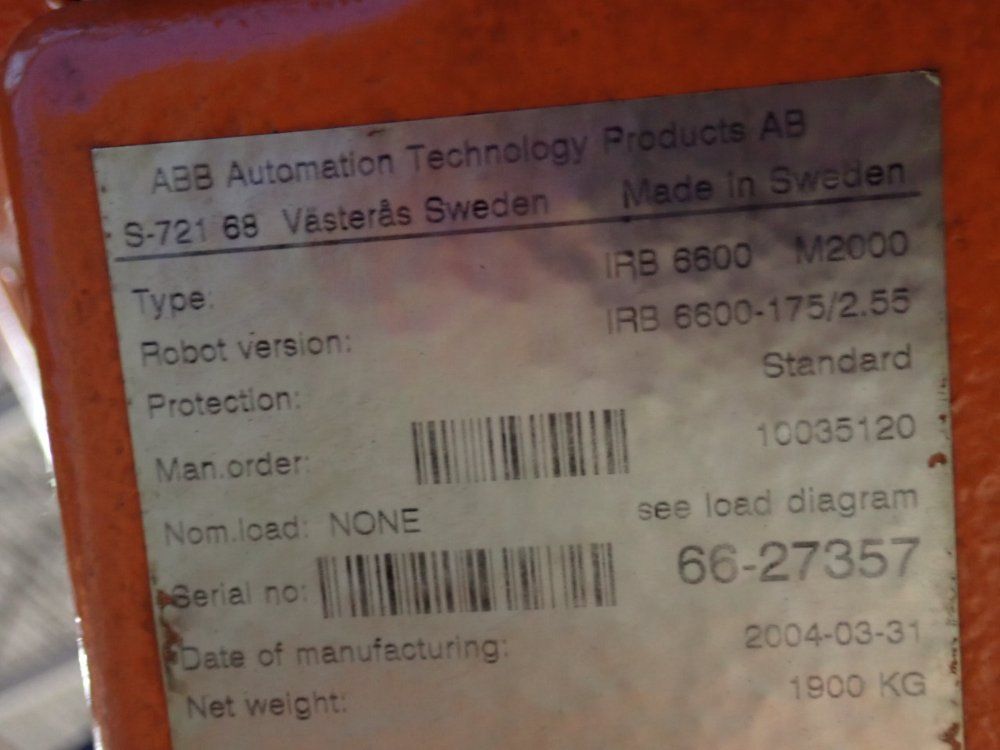 ABB Automation Technology Products AB
S-721 68 Västerås Sweden Made in Sweden
Type: IRB 6600 M2000
Robot version: IRB 6600-175/2.55
Protection: Standard
Man.order: 10035120
Nom.load: NONE see load diagram
Serial no: 66-27357
Date of manufacturing: 2004-03-31
Net weight: 1900 KG